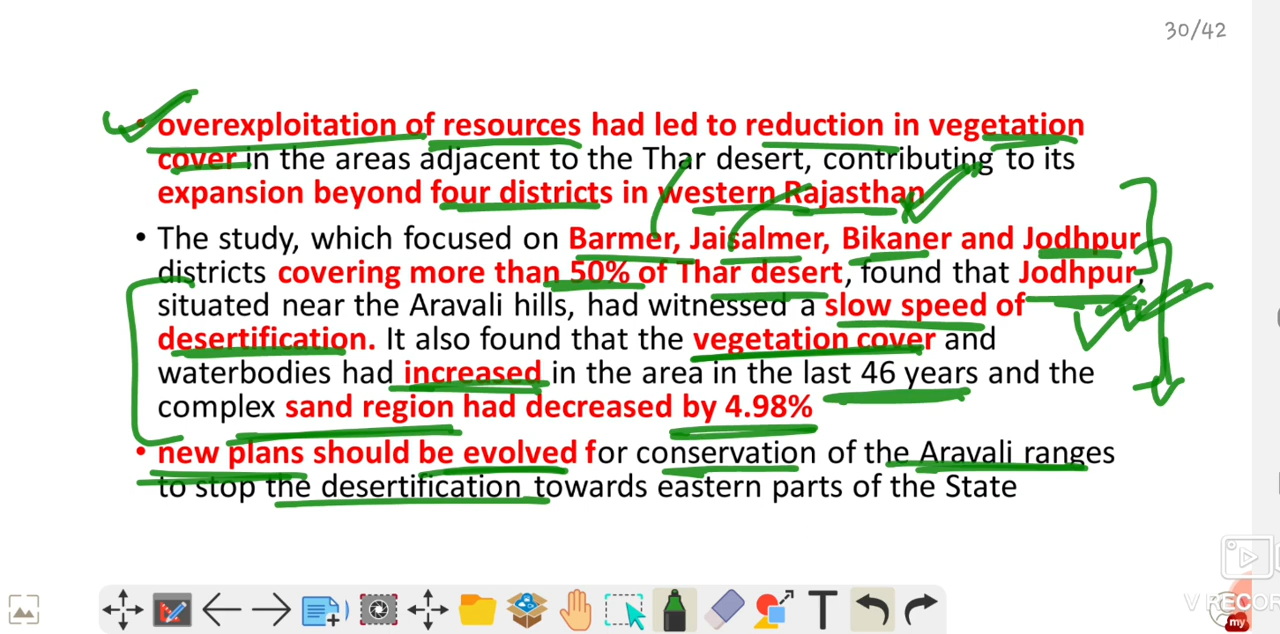 30/42
• overexploitation of resources had led to reduction in vegetation
cover in the areas adjacent to the Thar desert, contributing to its
expansion beyond four districts in western Rajasthan
• The study, which focused on Barmer, Jaisalmer, Bikaner and Jodhpur
districts covering more than 50% of Thar desert, found that Jodhpur,
situated near the Aravali hills, had witnessed a slow speed of
desertification. It also found that the vegetation cover and
waterbodies had increased in the area in the last 46 years and the
complex sand region had decreased by 4.98%
• new plans should be evolved for conservation of the Aravali ranges
to stop the desertification towards eastern parts of the State
T
V RECOR
my